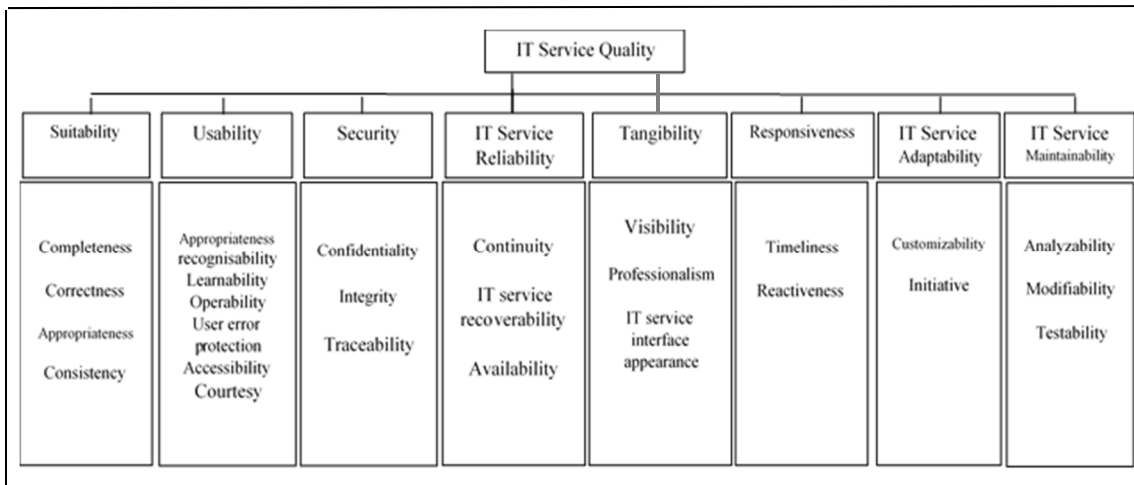 IT Service Quality
Suitability
Usability
Security
IT Service
Reliability
Tangibility
Responsiveness
IT Service
Adaptability
IT Service
Maintainability
Completeness
Correctness
Appropriateness
Consistency
Appropriateness
recognisability
Learnability
Operability
User error
protection
Accessibility
Courtesy
Confidentiality
Integrity
Traceability
Continuity
IT service
recoverability
Availability
Visibility
Professionalism
IT service
interface
appearance
Timeliness
Reactiveness
Customizability
Initiative
Analyzability
Modifiability
Testability